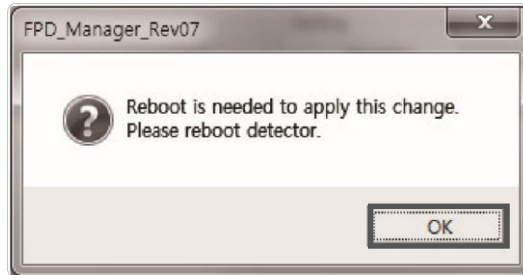 FPD_Manager_Rev07
Reboot is needed to apply this change.
Please reboot detector.
OK